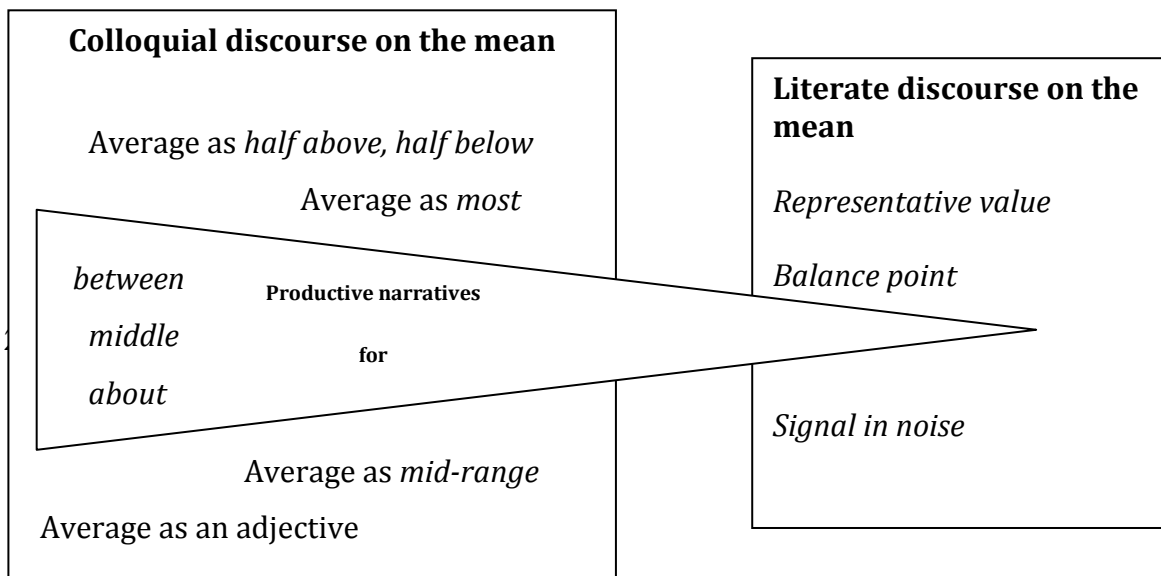 Colloquial discourse on the mean
Average as half above, half below
Average as most
between
middle
about
Productive narratives
for
Average as mid-range
Average as an adjective
Literate discourse on the
mean
Representative value
Balance point
Signal in noise